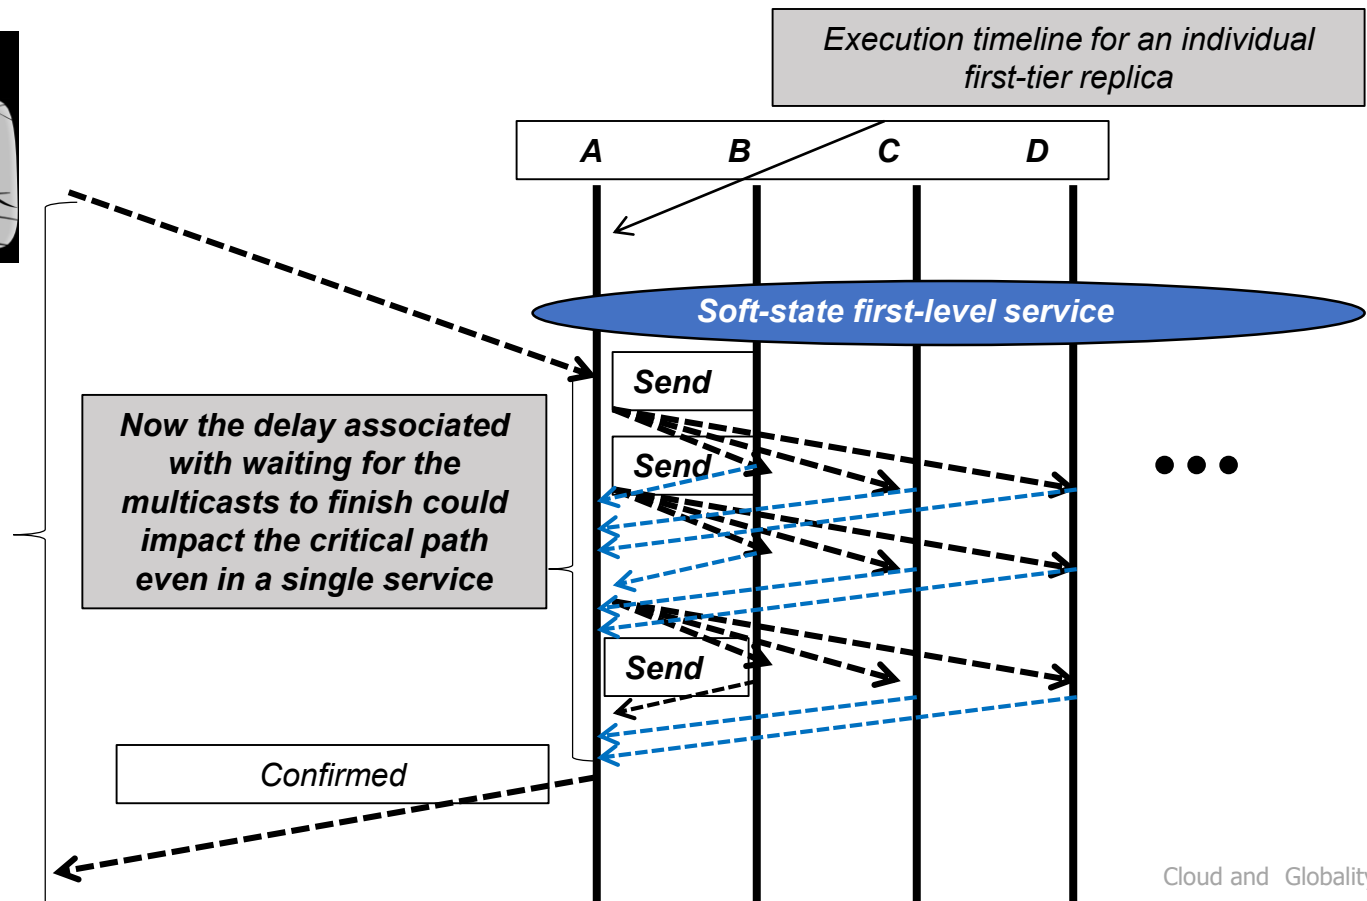 Execution timeline for an individual
first-tier replica
A B C D
Soft-state first-level service
Send
Now the delay associated
with waiting for the
multicasts to finish could
impact the critical path
even in a single service
Send
Send
Confirmed
Cloud and Globality